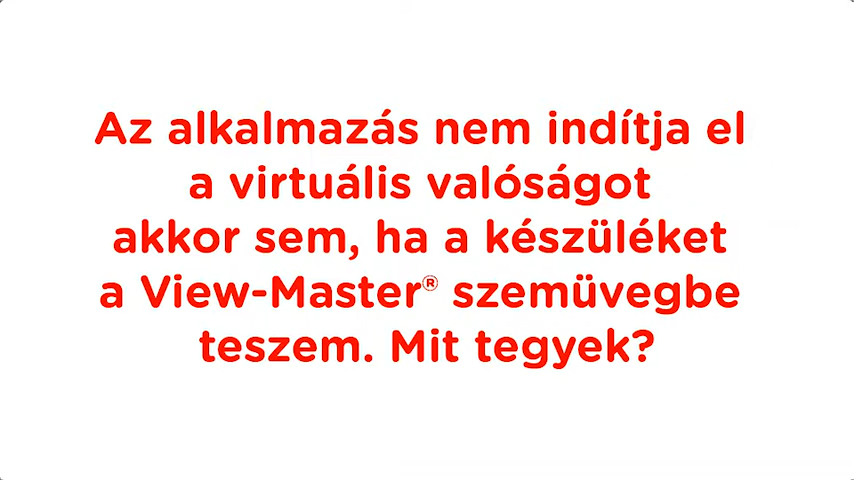 Az alkalmazás nem indítja el
a virtuális valóságot
akkor sem, ha a készüléket
a View-Master® szemüvegbe
teszem. Mit tegyek?